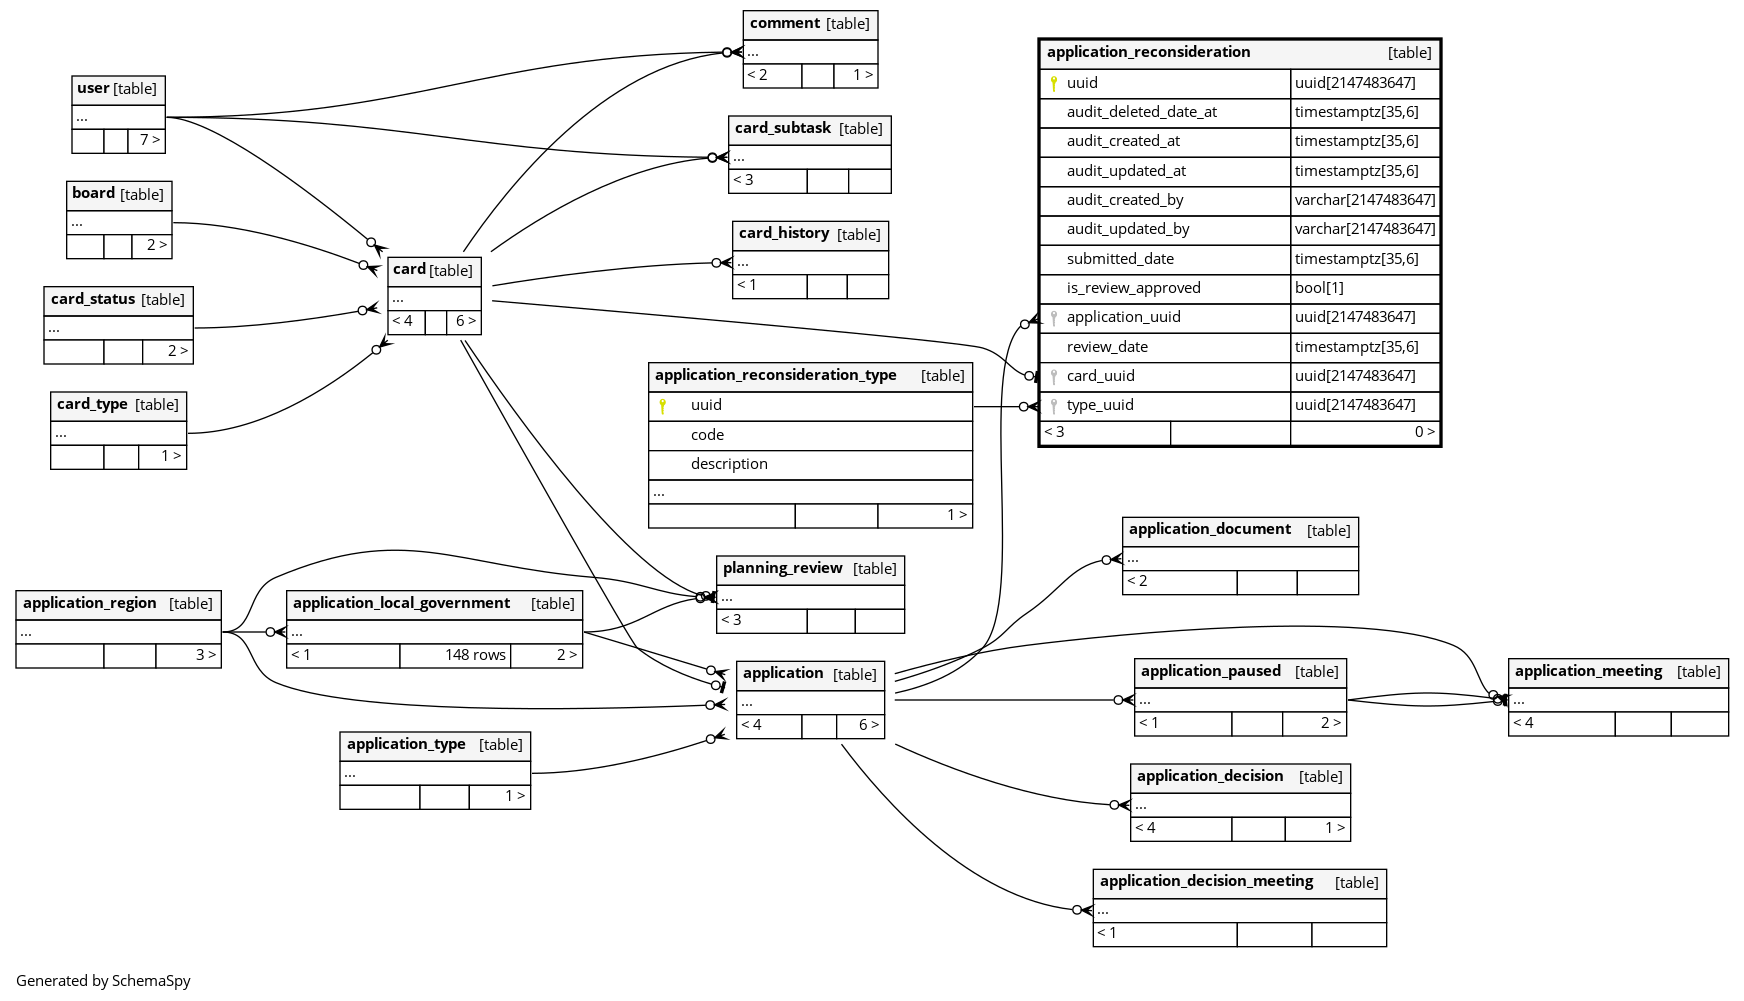 comment [table]
...
< 2 1 >
application_reconsideration [table]
uuid uuid[2147483647]
audit_deleted_date_at timestamptz[35,6]
audit_created_at timestamptz[35,6]
audit_updated_at timestamptz[35,6]
audit_created_by varchar[2147483647]
audit_updated_by varchar[2147483647]
submitted_date timestamptz[35,6]
is_review_approved bool[1]
application_uuid uuid[2147483647]
review_date timestamptz[35,6]
card_uuid uuid[2147483647]
type_uuid uuid[2147483647]
< 3 0 >
user [table]
...
7 >
card_subtask [table]
...
< 3
board [table]
...
2 >
card_history [table]
...
< 1
card [table]
...
< 4 6 >
card_status [table]
...
2 >
application_reconsideration_type [table]
uuid
code
description
...
1 >
card_type [table]
...
1 >
application_document [table]
...
< 2
planning_review [table]
...
< 3
application_region [table]
...
3 >
application_local_government [table]
...
< 1 148 rows 2 >
application [table]
...
< 4 6 >
application_paused [table]
...
< 1 2 >
application_meeting [table]
...
< 4
application_type [table]
...
1 >
application_decision [table]
...
< 4 1 >
application_decision_meeting [table]
...
< 1
Generated by SchemaSpy